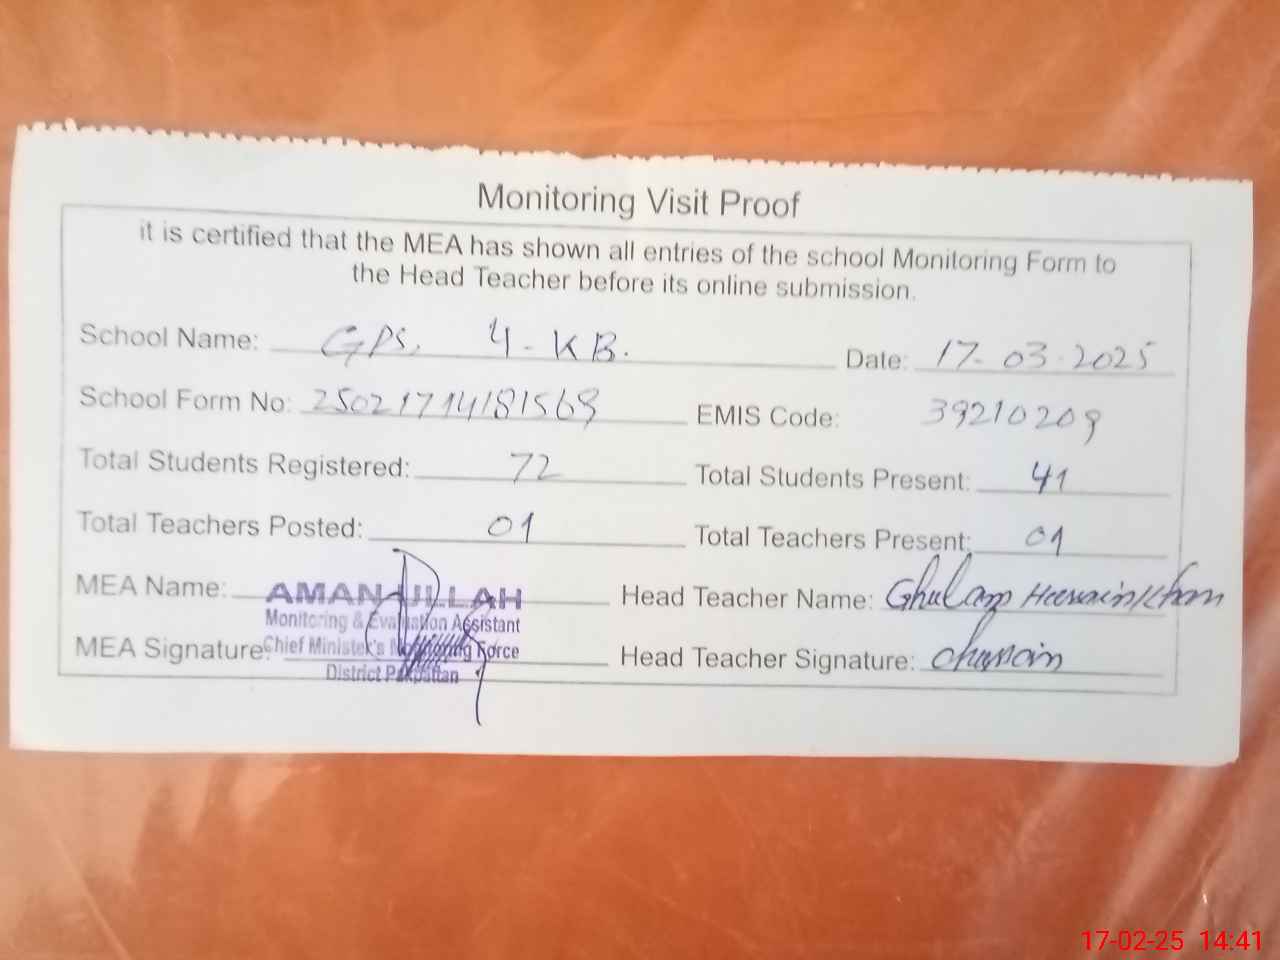 Monitoring Visit Proof
it is certified that the MEA has shown all entries of the school Monitoring Form to
the Head Teacher before its online submission.
School Name: GPS. 4-KB. Date: 17-03-2025
School Form No: 25021714181569 EMIS Code: 39210209
Total Students Registered: 72 Total Students Present: 41
Total Teachers Posted: 01 Total Teachers Present: 01
MEA Name: AMAN ULLAH Head Teacher Name: Ghulam Hussain Khan
Monitoring & Evaluation Assistant
MEA Signature: Chief Minister's Monitoring Force Head Teacher Signature:
District Pakpattan
17-02-25 14:41